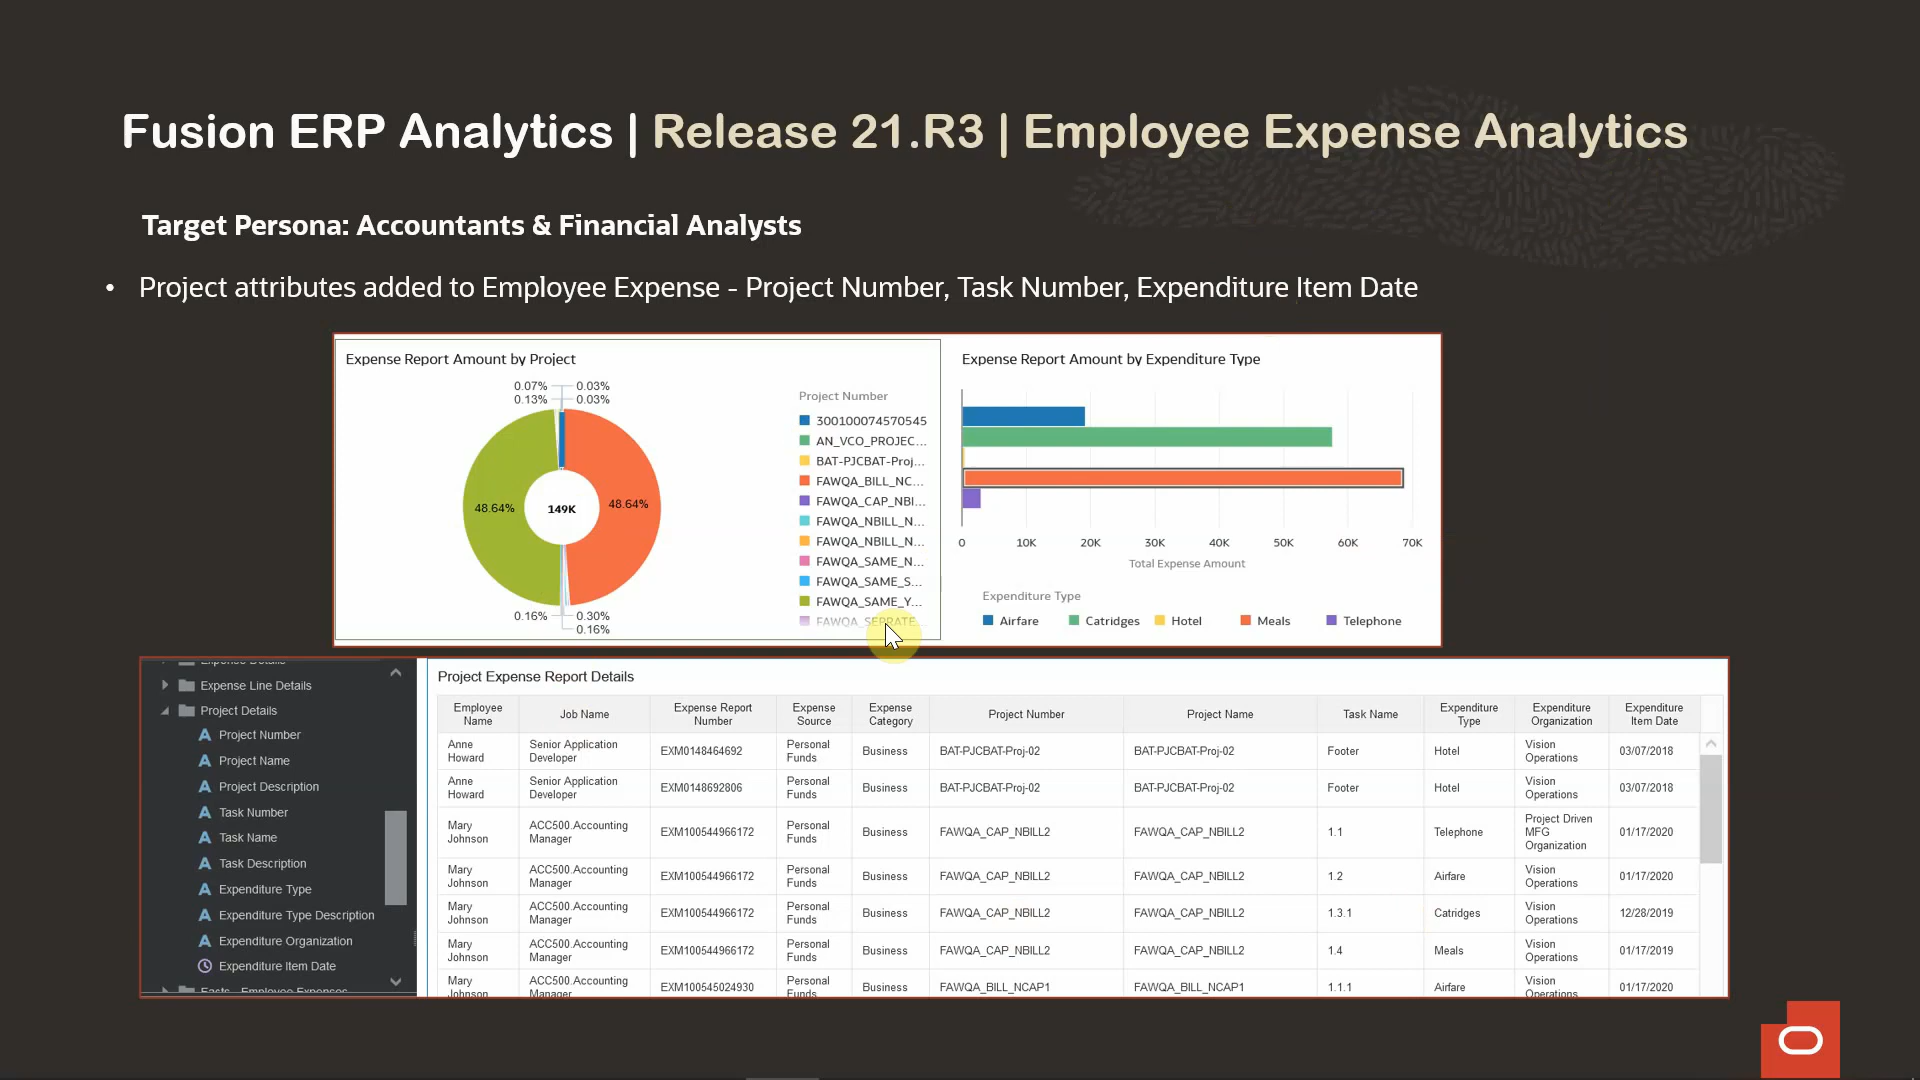 Fusion ERP Analytics | Release 21.R3 | Employee Expense Analytics
Target Persona: Accountants & Financial Analysts
• Project attributes added to Employee Expense - Project Number, Task Number, Expenditure Item Date
Expense Report Amount by Project
0.07% 0.03%
0.13% 0.03%
48.64% 149K 48.64%
0.16% 0.30%
0.16%
Project Number
300100074570545
AN_VCO_PROJEC...
BAT-PJCBAT-Proj...
FAWQA_BILL_NC...
FAWQA_CAP_NBI...
FAWQA_NBILL_N...
FAWQA_NBILL_N...
FAWQA_SAME_N...
FAWQA_SAME_S...
FAWQA_SAME_Y...
FAWQA_SEPRATE...
Expense Report Amount by Expenditure Type
0 10K 20K 30K 40K 50K 60K 70K
Total Expense Amount
Expenditure Type
Airfare Catridges Hotel Meals Telephone
Expense Details
Expense Line Details
Project Details
Project Number
Project Name
Project Description
Task Number
Task Name
Task Description
Expenditure Type
Expenditure Type Description
Expenditure Organization
Expenditure Item Date
Facts - Employee Expenses
Project Expense Report Details
Employee Name Job Name Expense Report Number Expense Source Expense Category Project Number Project Name Task Name Expenditure Type Expenditure Organization Expenditure Item Date
Anne Howard Senior Application Developer EXM0148464692 Personal Funds Business BAT-PJCBAT-Proj-02 BAT-PJCBAT-Proj-02 Footer Hotel Vision Operations 03/07/2018
Anne Howard Senior Application Developer EXM0148692806 Personal Funds Business BAT-PJCBAT-Proj-02 BAT-PJCBAT-Proj-02 Footer Hotel Vision Operations 03/07/2018
Mary Johnson ACC500.Accounting Manager EXM100544966172 Personal Funds Business FAWQA_CAP_NBILL2 FAWQA_CAP_NBILL2 1.1 Telephone Project Driven MFG Organization 01/17/2020
Mary Johnson ACC500.Accounting Manager EXM100544966172 Personal Funds Business FAWQA_CAP_NBILL2 FAWQA_CAP_NBILL2 1.2 Airfare Vision Operations 01/17/2020
Mary Johnson ACC500.Accounting Manager EXM100544966172 Personal Funds Business FAWQA_CAP_NBILL2 FAWQA_CAP_NBILL2 1.3.1 Catridges Vision Operations 12/28/2019
Mary Johnson ACC500.Accounting Manager EXM100544966172 Personal Funds Business FAWQA_CAP_NBILL2 FAWQA_CAP_NBILL2 1.4 Meals Vision Operations 01/17/2019
Mary Johnson ACC500.Accounting Manager EXM100545024930 Personal Funds Business FAWQA_BILL_NCAP1 FAWQA_BILL_NCAP1 1.1.1 Airfare Vision Operations 01/17/2020